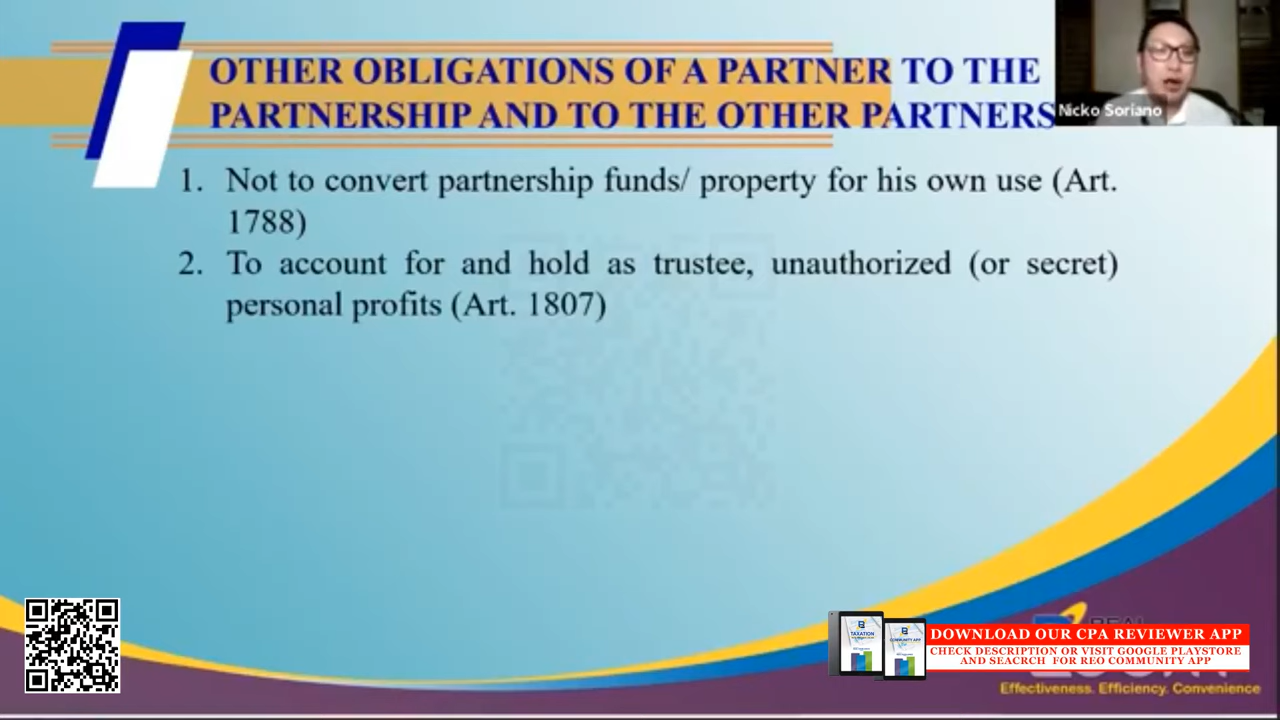 OTHER OBLIGATIONS OF A PARTNER TO THE
PARTNERSHIP AND TO THE OTHER PARTNERS
Nicko Soriano
1. Not to convert partnership funds/ property for his own use (Art.
1788)
2. To account for and hold as trustee, unauthorized (or secret)
personal profits (Art. 1807)
TAXATION
COMMUNITY APP
DOWNLOAD OUR CPA REVIEWER APP
CHECK DESCRIPTION OR VISIT GOOGLE PLAYSTORE
AND SEACRCH FOR REO COMMUNITY APP
Effectiveness. Efficiency. Convenience